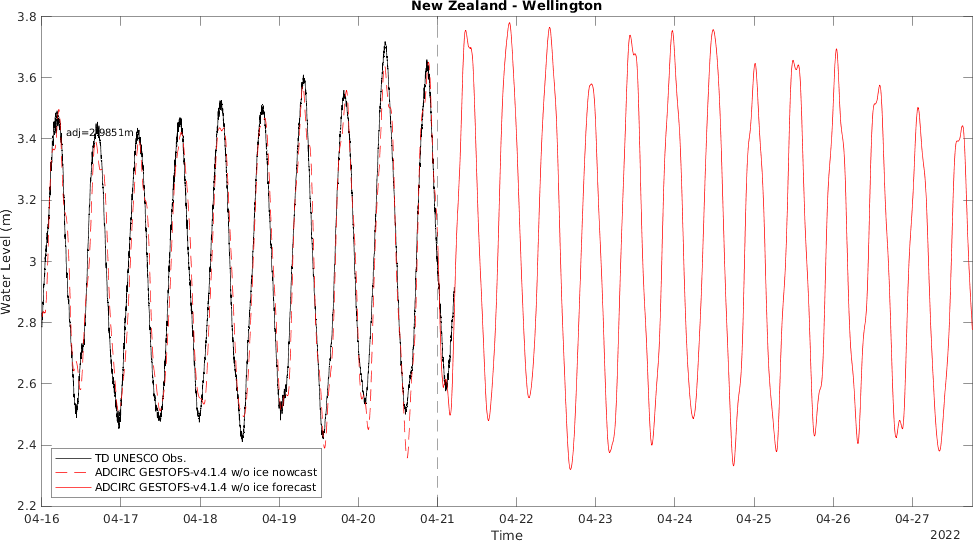 New Zealand - Wellington
3.8
3.6
3.4
3.2
3
2.8
2.6
2.4
2.2
Water Level (m)
adj=2.9851m
TD UNESCO Obs.
ADCIRC GESTOFS-v4.1.4 w/o ice nowcast
ADCIRC GESTOFS-v4.1.4 w/o ice forecast
04-16 04-17 04-18 04-19 04-20 04-21 04-22 04-23 04-24 04-25 04-26 04-27
Time
2022